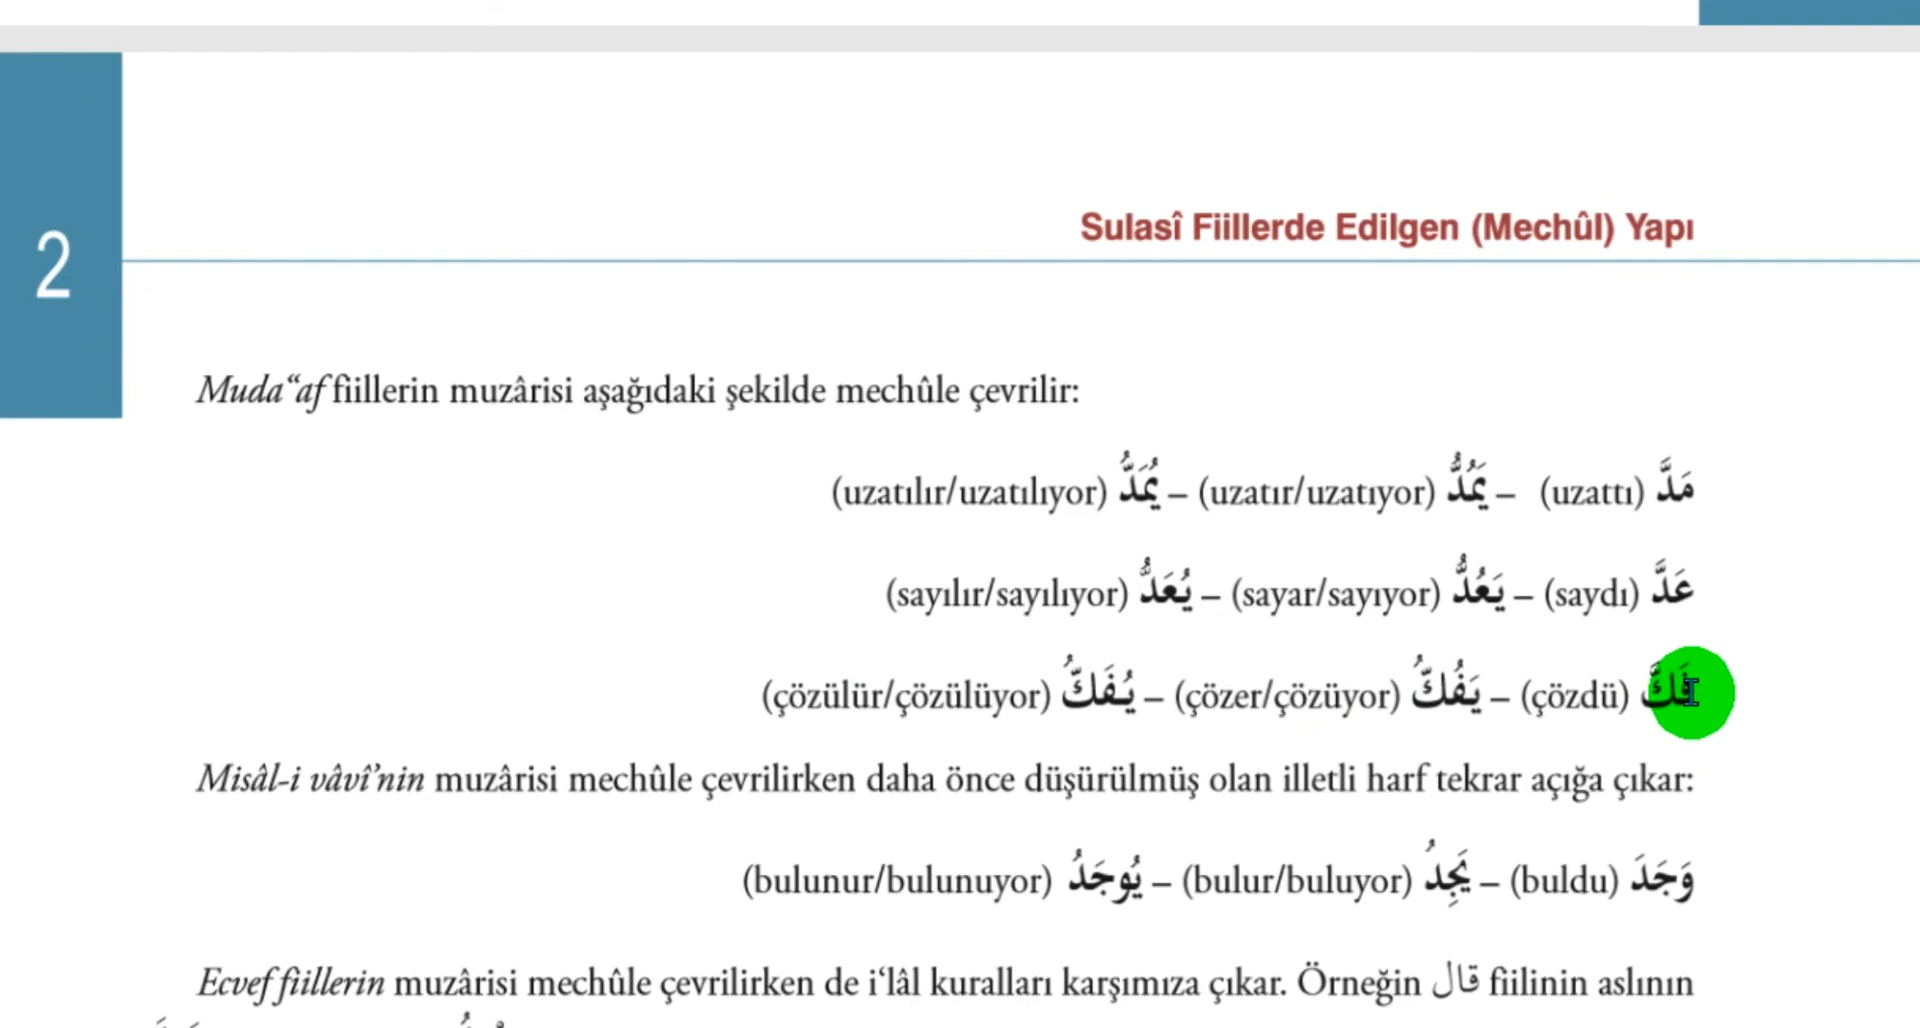 2
Sulasî Fiillerde Edilgen (Mechûl) Yapı
Muda“af fiillerin muzârisi aşağıdaki şekilde mechûle çevrilir:
مَدَّ (uzattı) – يَمُدُّ (uzatır/uzatıyor) – يُمَدُّ (uzatılır/uzatılıyor)
عَدَّ (saydı) – يَعُدُّ (sayar/sayıyor) – يُعَدُّ (sayılır/sayılıyor)
فَكَّ (çözdü) – يَفُكُّ (çözer/çözüyor) – يُفَكُّ (çözülür/çözülüyor)
Misâl-i vâvî’nin muzârisi mechûle çevrilirken daha önce düşürülmüş olan illetli harf tekrar açığa çıkar:
وَجَدَ (buldu) – يَجِدُ (bulur/buluyor) – يُوجَدُ (bulunur/bulunuyor)
Ecvef fiillerin muzârisi mechûle çevrilirken de i‘lâl kuralları karşımıza çıkar. Örneğin قال fiilinin aslının